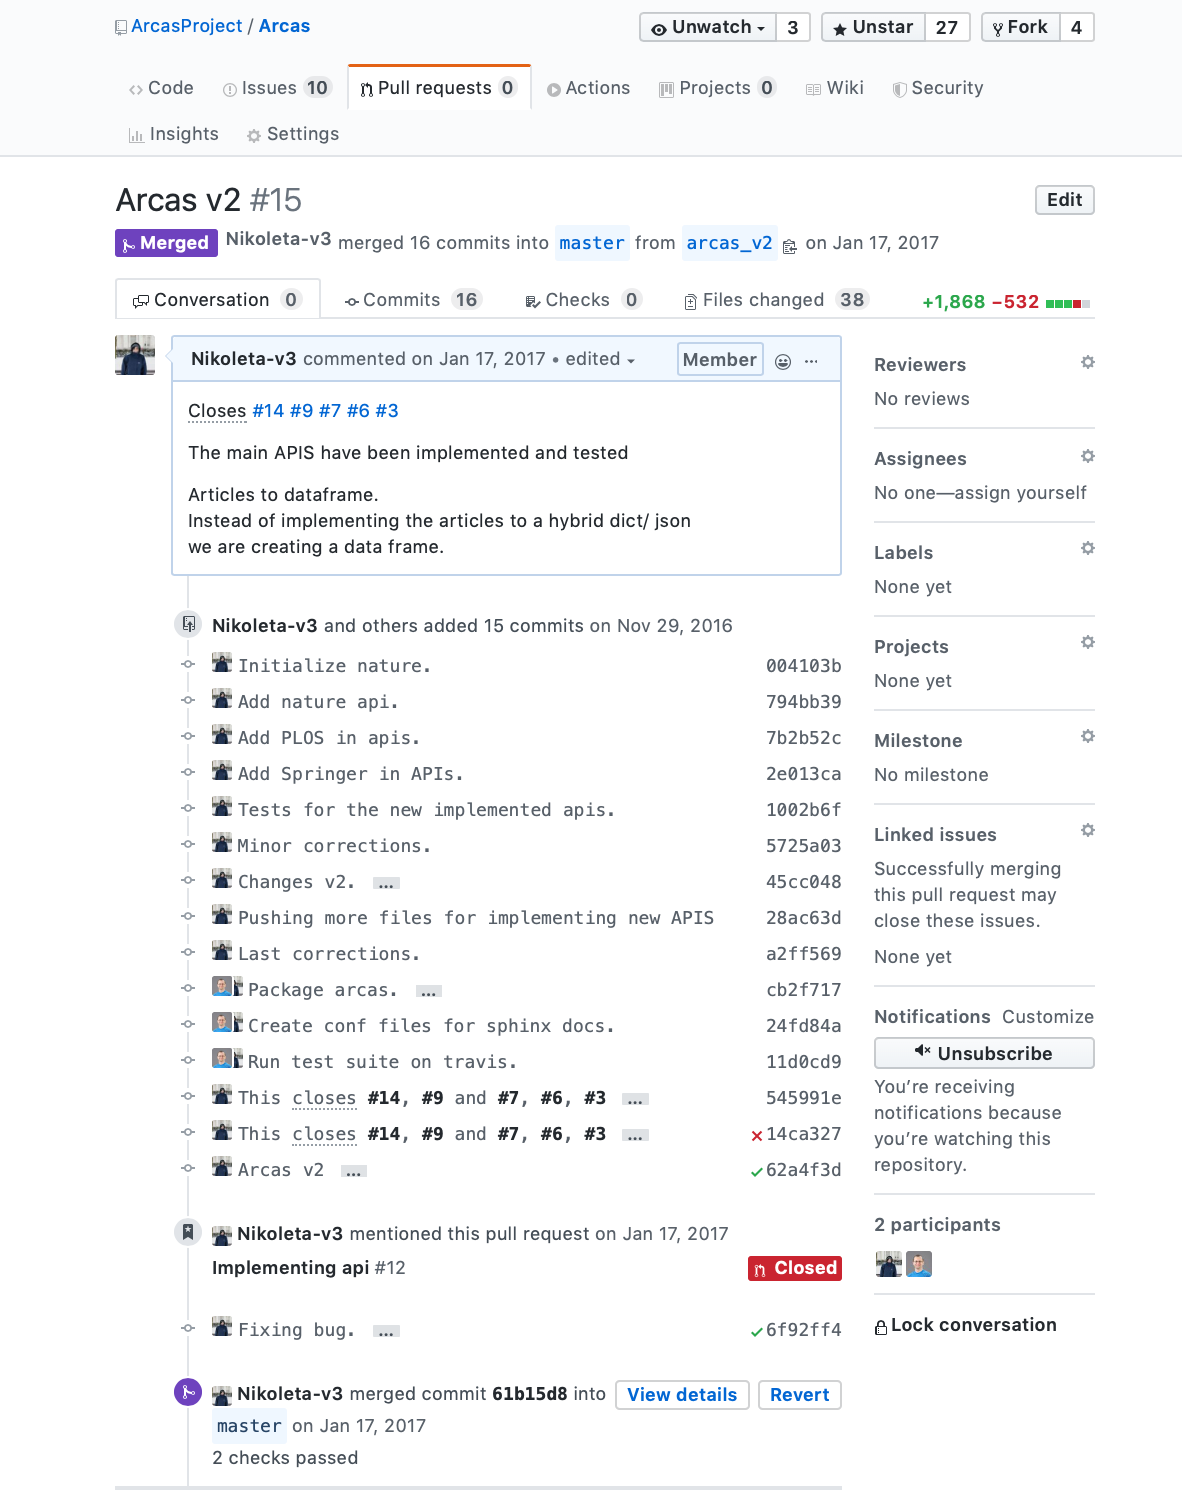 ArcasProject / Arcas
Unwatch 3
Unstar 27
Fork 4
Code
Issues 10
Pull requests 0
Actions
Projects 0
Wiki
Security
Insights
Settings
Arcas v2 #15
Edit
Merged Nikoleta-v3 merged 16 commits into master from arcas_v2 on Jan 17, 2017
Conversation 0
Commits 16
Checks 0
Files changed 38
+1,868 −532
Nikoleta-v3 commented on Jan 17, 2017 • edited
Member ...
Closes #14 #9 #7 #6 #3
The main APIS have been implemented and tested
Articles to dataframe.
Instead of implementing the articles to a hybrid dict/ json
we are creating a data frame.
Nikoleta-v3 and others added 15 commits on Nov 29, 2016
Initialize nature. 004103b
Add nature api. 794bb39
Add PLOS in apis. 7b2b52c
Add Springer in APIs. 2e013ca
Tests for the new implemented apis. 1002b6f
Minor corrections. 5725a03
Changes v2. … 45cc048
Pushing more files for implementing new APIS 28ac63d
Last corrections. a2ff569
Package arcas. … cb2f717
Create conf files for sphinx docs. 24fd84a
Run test suite on travis. 11d0cd9
This closes #14, #9 and #7, #6, #3 … 545991e
This closes #14, #9 and #7, #6, #3 … 14ca327
Arcas v2 … 62a4f3d
Nikoleta-v3 mentioned this pull request on Jan 17, 2017
Implementing api #12 Closed
Fixing bug. … 6f92ff4
Nikoleta-v3 merged commit 61b15d8 into
master on Jan 17, 2017
View details
Revert
2 checks passed
Reviewers
No reviews
Assignees
No one—assign yourself
Labels
None yet
Projects
None yet
Milestone
No milestone
Linked issues
Successfully merging
this pull request may
close these issues.
None yet
Notifications Customize
Unsubscribe
You’re receiving
notifications because
you’re watching this
repository.
2 participants
Lock conversation